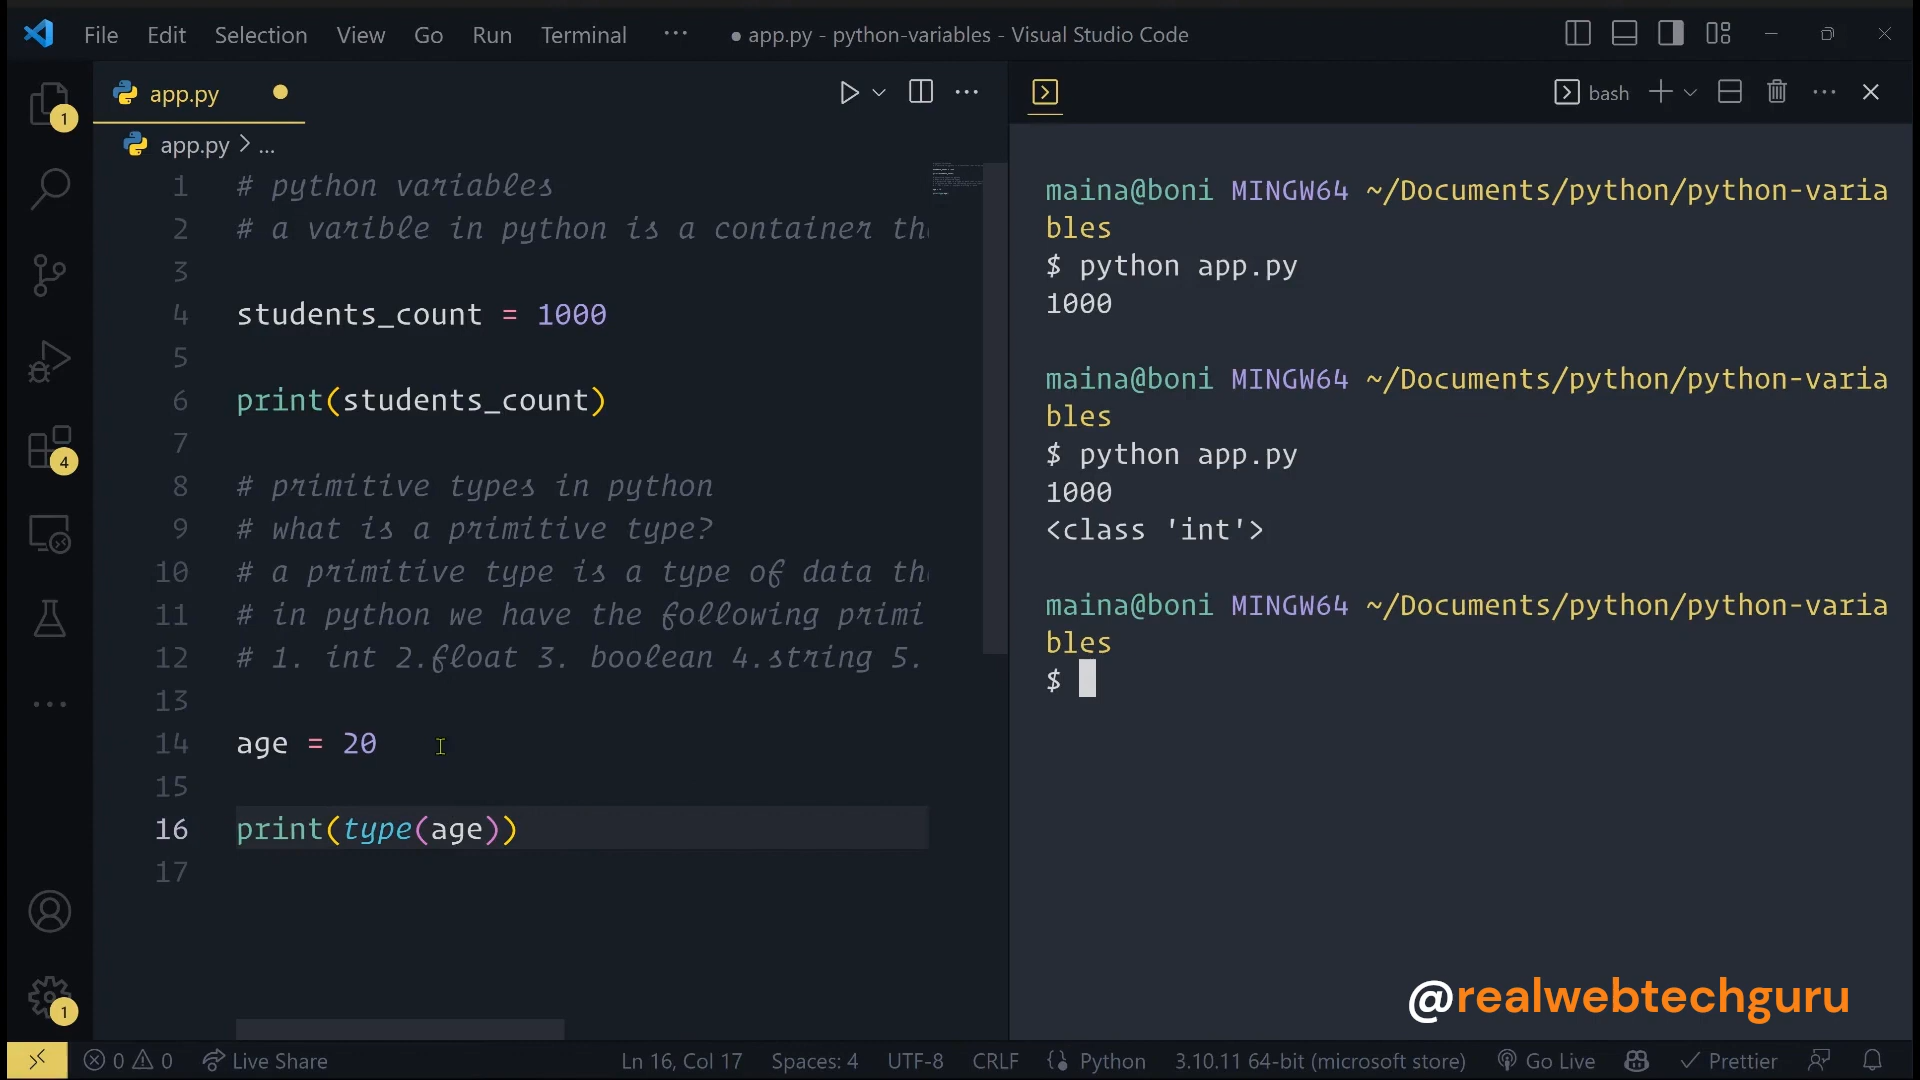 File Edit Selection View Go Run Terminal ··· ● app.py - python-variables - Visual Studio Code
app.py
bash
app.py > ...
1 # python variables
2 # a varible in python is a container
3
4 students_count = 1000
5
6 print(students_count)
7
8 # primitive types in python
9 # what is a primitive type?
10 # a primitive type is a type of data
11 # in python we have the following primi
12 # 1. int 2.float 3. boolean 4.string 5.
13
14 age = 20
15
16 print(type(age))
17
maina@boni MINGW64 ~/Documents/python/python-varia
bles
$ python app.py
1000
maina@boni MINGW64 ~/Documents/python/python-varia
bles
$ python app.py
1000
<class 'int'>
maina@boni MINGW64 ~/Documents/python/python-varia
bles
$
1
4
1
@realwebtechguru
0 0 Live Share Ln 16, Col 17 Spaces: 4 UTF-8 CRLF Python 3.10.11 64-bit (microsoft store) Go Live Prettier